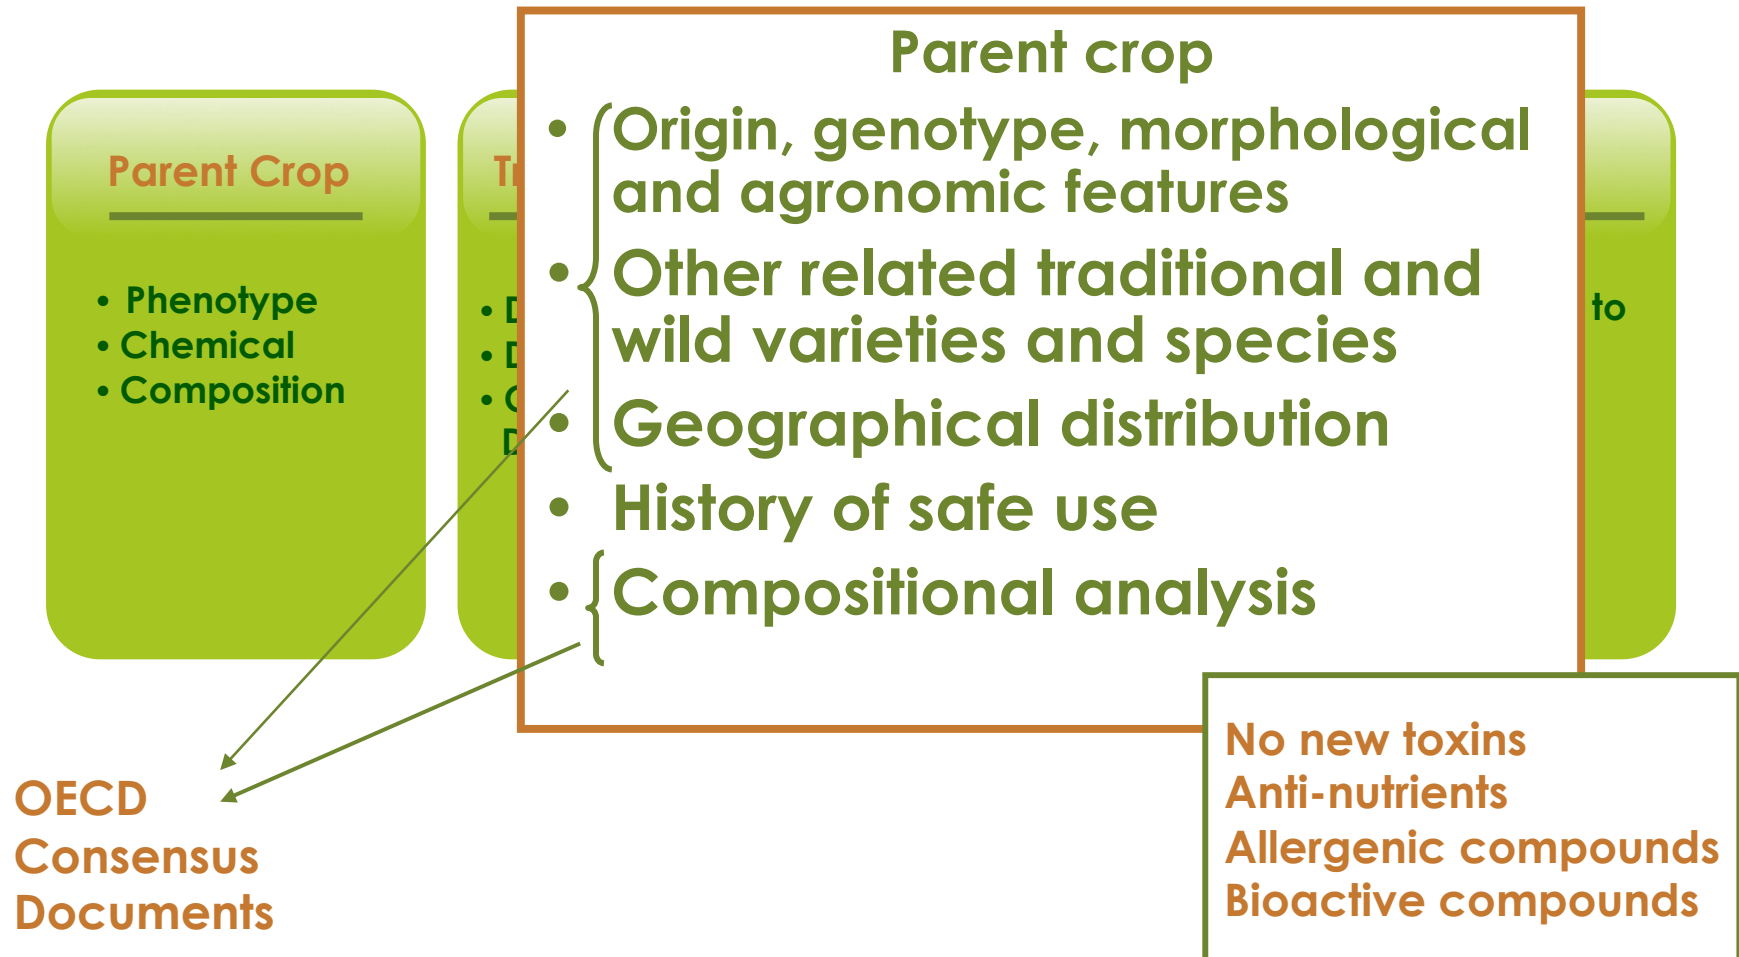 Parent Crop
• Phenotype
• Chemical
• Composition
Parent crop
• Origin, genotype, morphological
and agronomic features
• Other related traditional and
wild varieties and species
• Geographical distribution
• History of safe use
• Compositional analysis
to
OECD
Consensus
Documents
No new toxins
Anti-nutrients
Allergenic compounds
Bioactive compounds